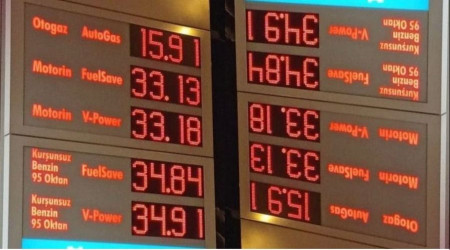 Otogaz AutoGas 15.91
Motorin FuelSave 33.13
Motorin V-Power 33.18
Kurşunsuz
Benzin FuelSave 34.84
95 Oktan
Kurşunsuz
Benzin V-Power 34.91
95 Oktan
Kurşunsuz
Benzin V-Power 34.91
95 Oktan
Kurşunsuz
Benzin FuelSave 34.84
95 Oktan
Motorin V-Power 33.18
Motorin FuelSave 33.13
Otogaz AutoGas 15.91